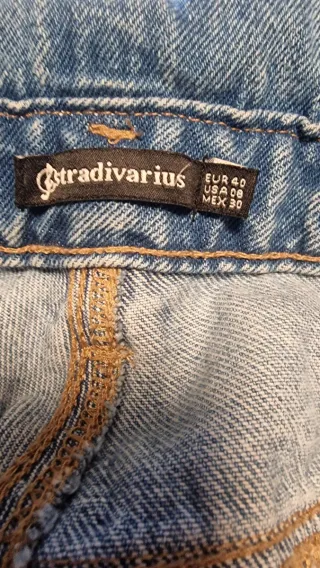 stradivarius
EUR 40
USA 08
MEX 30